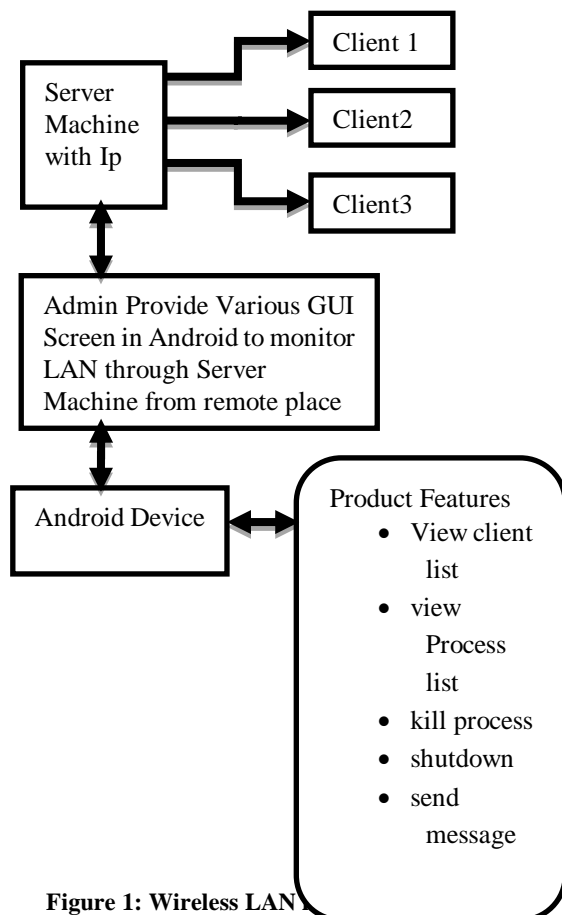 Client 1
Server
Machine
with Ip
Client2
Client3
Admin Provide Various GUI
Screen in Android to monitor
LAN through Server
Machine from remote place
Android Device
Product Features
• View client
list
• view
Process
list
• kill process
• shutdown
• send
message
Figure 1: Wireless LAN